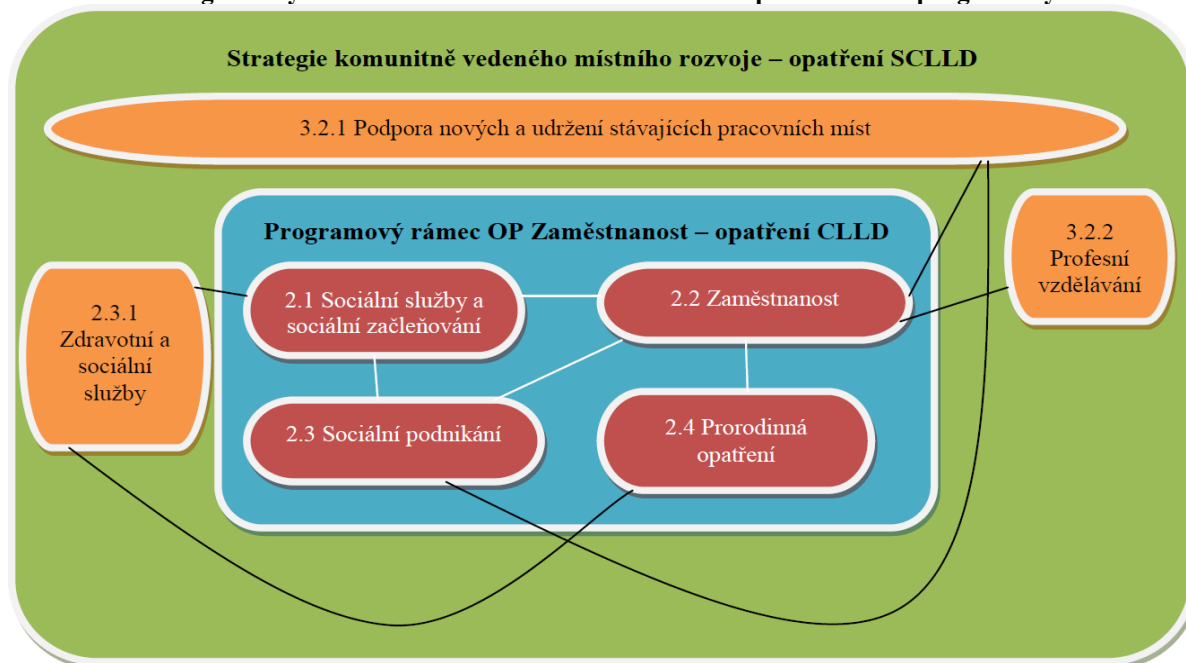 Strategie komunitně vedeného místního rozvoje – opatření SCLLD
3.2.1 Podpora nových a udržení stávajících pracovních míst
Programový rámec OP Zaměstnanost – opatření CLLD
3.2.2
Profesní
vzdělávání
2.3.1
Zdravotní a
sociální
služby
2.1 Sociální služby a
sociální začleňování
2.2 Zaměstnanost
2.3 Sociální podnikání
2.4 Prorodinná
opatření